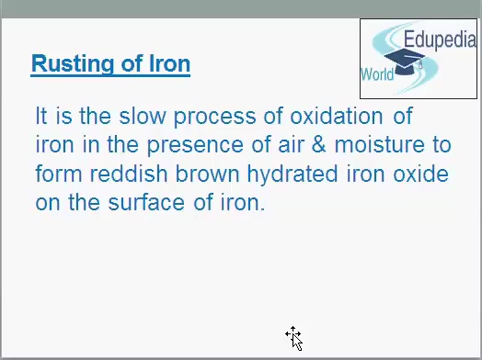 Rusting of Iron
Edupedia
World
It is the slow process of oxidation of
iron in the presence of air & moisture to
form reddish brown hydrated iron oxide
on the surface of iron.